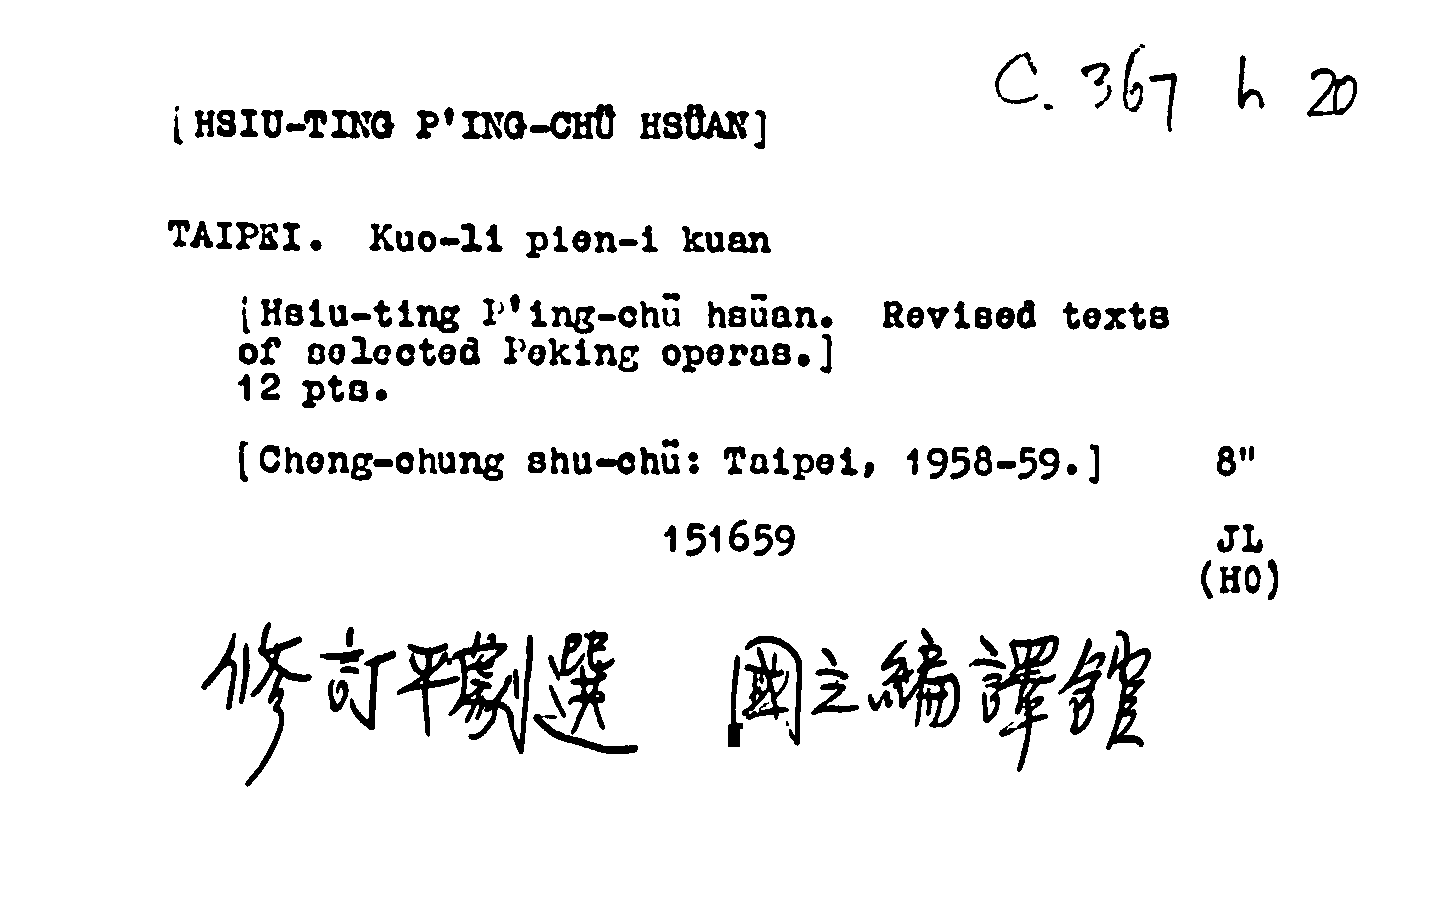 C. 367 h 20
[HSIU-TING P'ING-CHÜ HSÜAN]
TAIPEI. Kuo-li pien-i kuan
[Hsiu-ting P'ing-chü hsüan. Revised texts
of selected Peking operas.]
12 pts.
[Cheng-chung shu-chü: Taipei, 1958-59.] 8"
151659 JL
(HO)
修訂平劇選 國立編譯館